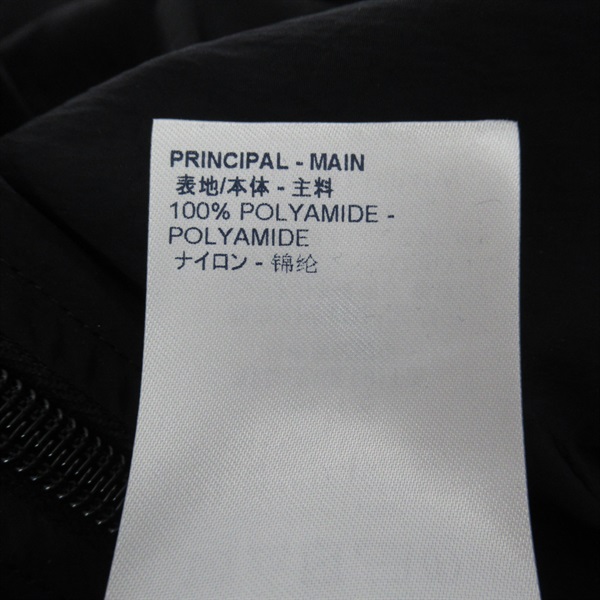 PRINCIPAL - MAIN
表地/本体 - 主料
100% POLYAMIDE -
POLYAMIDE
ナイロン - 锦纶